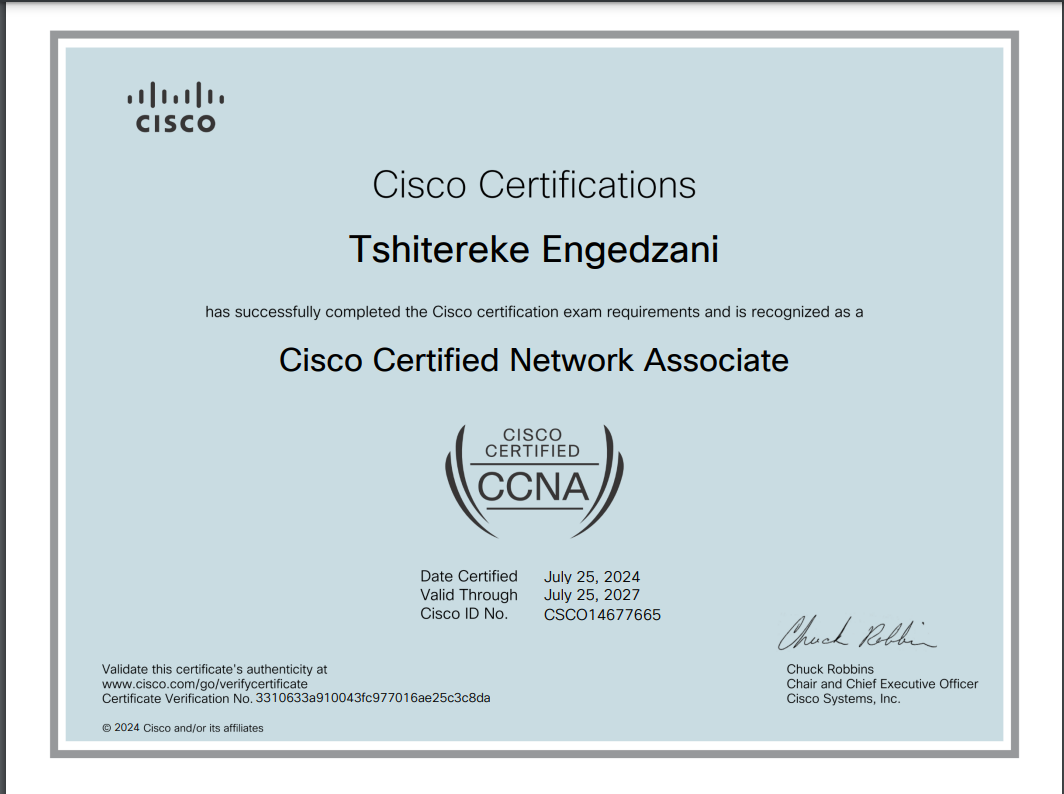 CISCO
Cisco Certifications
Tshitereke Engedzani
has successfully completed the Cisco certification exam requirements and is recognized as a
Cisco Certified Network Associate
CISCO
CERTIFIED
CCNA
Date Certified July 25, 2024
Valid Through July 25, 2027
Cisco ID No. CSCO14677665
Chuck Robbins
Validate this certificate's authenticity at
www.cisco.com/go/verifycertificate
Certificate Verification No. 3310633a910043fc977016ae25c3c8da
Chuck Robbins
Chair and Chief Executive Officer
Cisco Systems, Inc.
© 2024 Cisco and/or its affiliates